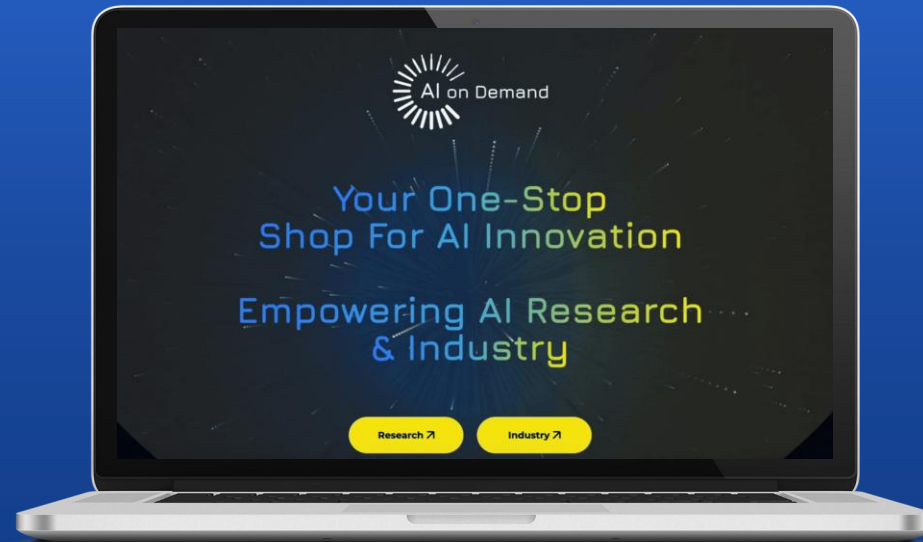 AI on Demand
Your One-Stop
Shop For AI Innovation
Empowering AI Research
& Industry
Research
Industry